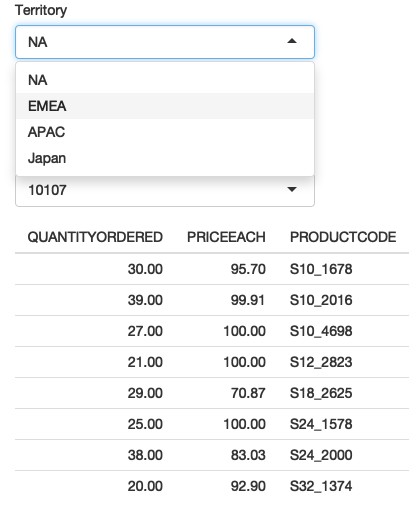 Territory
NA
NA
EMEA
APAC
Japan
10107
QUANTITYORDERED PRICEEACH PRODUCTCODE
30.00 95.70 S10_1678
39.00 99.91 S10_2016
27.00 100.00 S10_4698
21.00 100.00 S12_2823
29.00 70.87 S18_2625
25.00 100.00 S24_1578
38.00 83.03 S24_2000
20.00 92.90 S32_1374